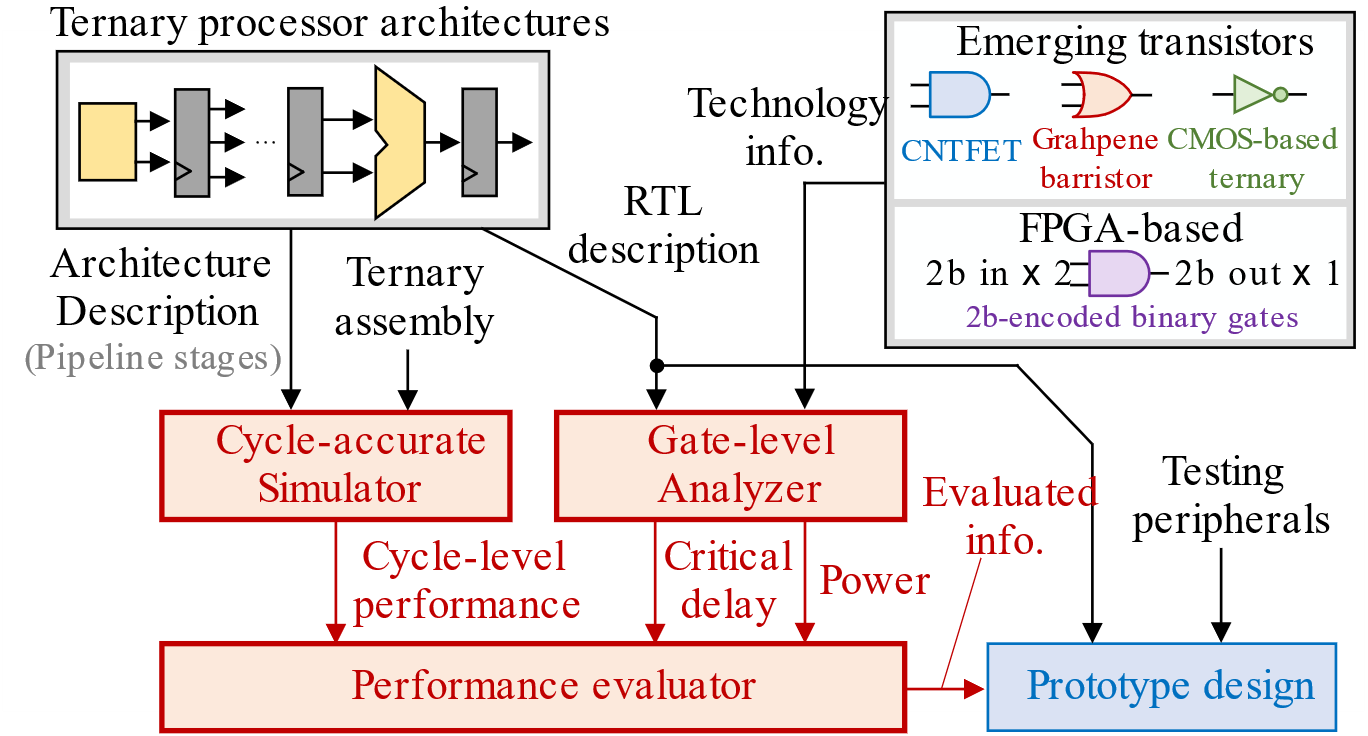 Ternary processor architectures
...
Emerging transistors
CNTFET
Grahpene
barristor
CMOS-based
ternary
FPGA-based
2b in x 2
2b out x 1
2b-encoded binary gates
Technology
info.
RTL
description
Architecture
Description
(Pipeline stages)
Ternary
assembly
Cycle-accurate
Simulator
Gate-level
Analyzer
Evaluated
info.
Testing
peripherals
Cycle-level
performance
Critical
delay
Power
Performance evaluator
Prototype design